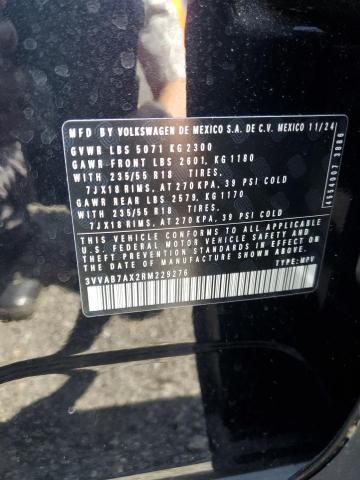 MFD BY VOLKSWAGEN DE MEXICO S.A. DE C.V. MEXICO 11/24
GVWR LBS 5071 KG 2300
GAWR FRONT LBS 2601, KG 1180
WITH 235/55 R18 TIRES.
7JX18 RIMS, AT 270 KPA, 39 PSI COLD
GAWR REAR LBS 2579, KG 1170
WITH 235/55 R18 TIRES.
7JX18 RIMS, AT 270 KPA, 39 PSI COLD
THIS VEHICLE CONFORMS TO ALL APPLICABLE
U.S. FEDERAL MOTOR VEHICLE SAFETY AND
THEFT PREVENTION STANDARDS IN EFFECT
ON THE DATE OF MANUFACTURE SHOWN ABOVE
3VVAB7AX2RM229276
TYPE: MPV